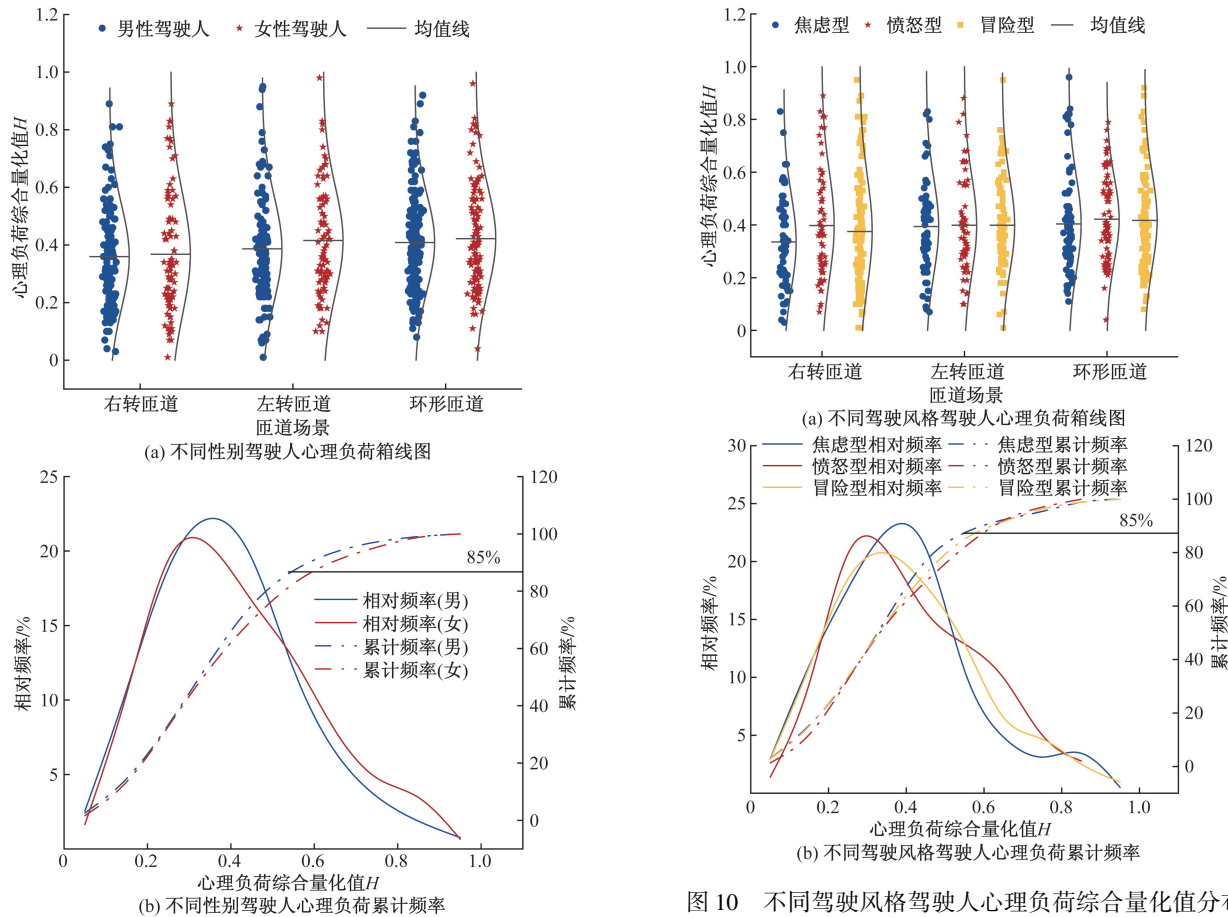 1.2
1.0
0.8
0.6
0.4
0.2
0
心理负荷综合量化值H
男性驾驶人 女性驾驶人 均值线
右转匝道 左转匝道 环形匝道
匝道场景
(a) 不同性别驾驶人心理负荷箱线图
25
20
15
10
5
相对频率/%
120
100
80
60
40
20
0
累计频率/%
85%
相对频率(男)
相对频率(女)
累计频率(男)
累计频率(女)
0 0.2 0.4 0.6 0.8 1.0
心理负荷综合量化值H
(b) 不同性别驾驶人心理负荷累计频率
1.2
1.0
0.8
0.6
0.4
0.2
0
心理负荷综合量化值H
焦虑型 愤怒型 冒险型 均值线
右转匝道 左转匝道 环形匝道
匝道场景
(a) 不同驾驶风格驾驶人心理负荷箱线图
30
25
20
15
10
5
相对频率/%
焦虑型相对频率 焦虑型累计频率
愤怒型相对频率 愤怒型累计频率
冒险型相对频率 冒险型累计频率
120
100
80
60
40
20
0
累计频率/%
85%
0 0.2 0.4 0.6 0.8 1.0
心理负荷综合量化值H
(b) 不同驾驶风格驾驶人心理负荷累计频率
图 10 不同驾驶风格驾驶人心理负荷综合量化值分布